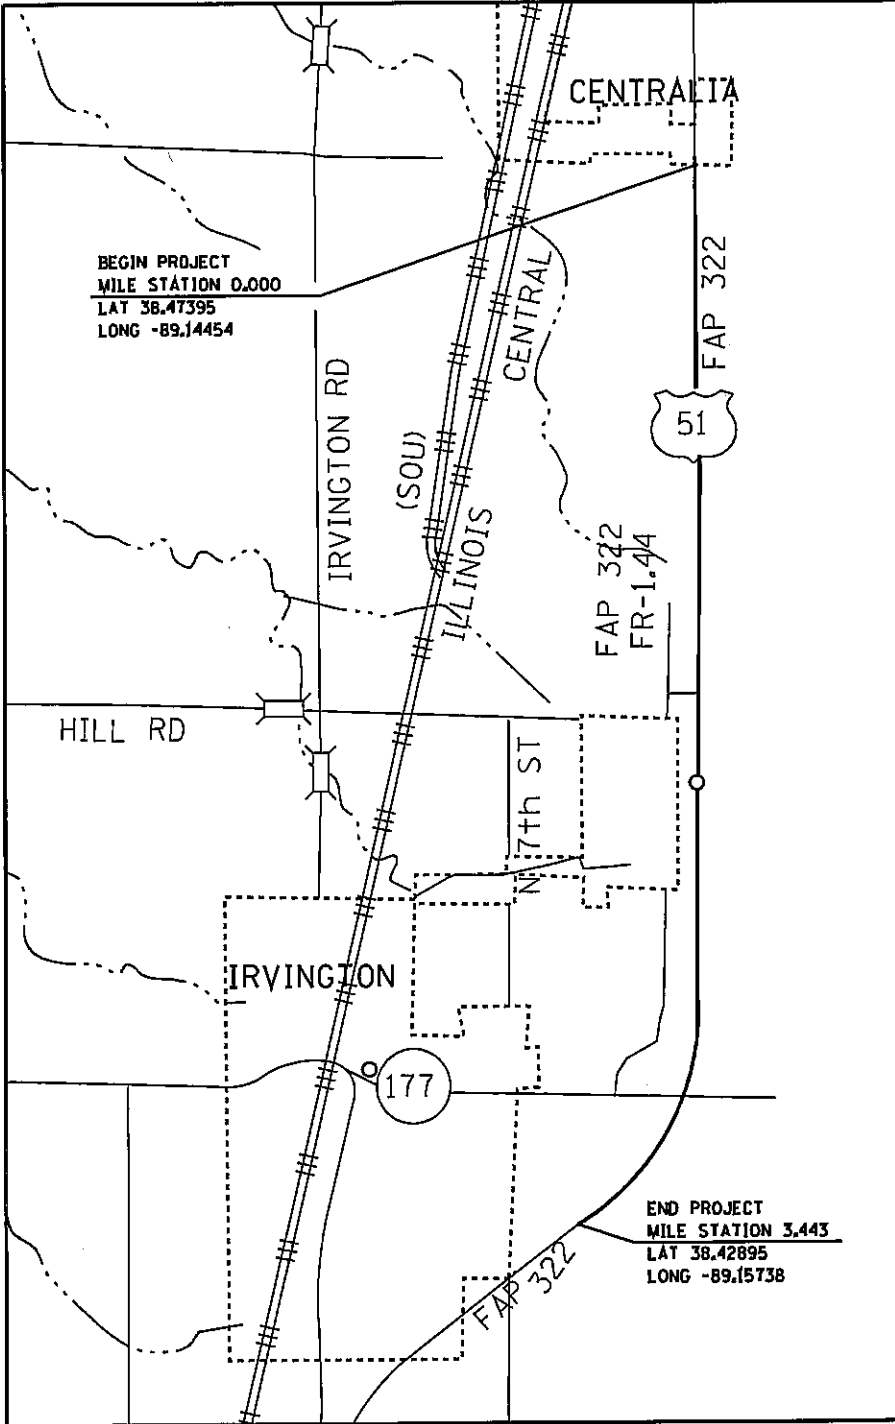 CENTRALIA
BEGIN PROJECT
MILE STATION 0.000
LAT 38.47395
LONG -89.14454
FAP 322
CENTRAL
IRVINGTON RD
51
(SOU)
ILLINOIS
FAP 322
FR-1.44
HILL RD
N 7th ST
IRVINGTON
177
END PROJECT
MILE STATION 3.443
LAT 38.42895
LONG -89.15738
FAP 322